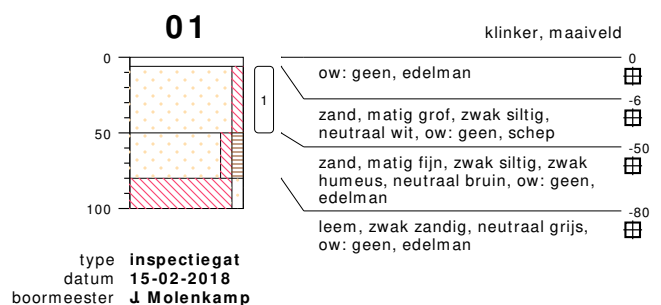 01
klinker, maaiveld
0
0
ow: geen, edelman
-6
1
zand, matig grof, zwak siltig,
neutraal wit, ow: geen, schep
50
-50
zand, matig fijn, zwak siltig, zwak
humeus, neutraal bruin, ow: geen,
edelman
-80
100
leem, zwak zandig, neutraal grijs,
ow: geen, edelman
type inspectiegat
datum 15-02-2018
boormeester J. Molenkamp